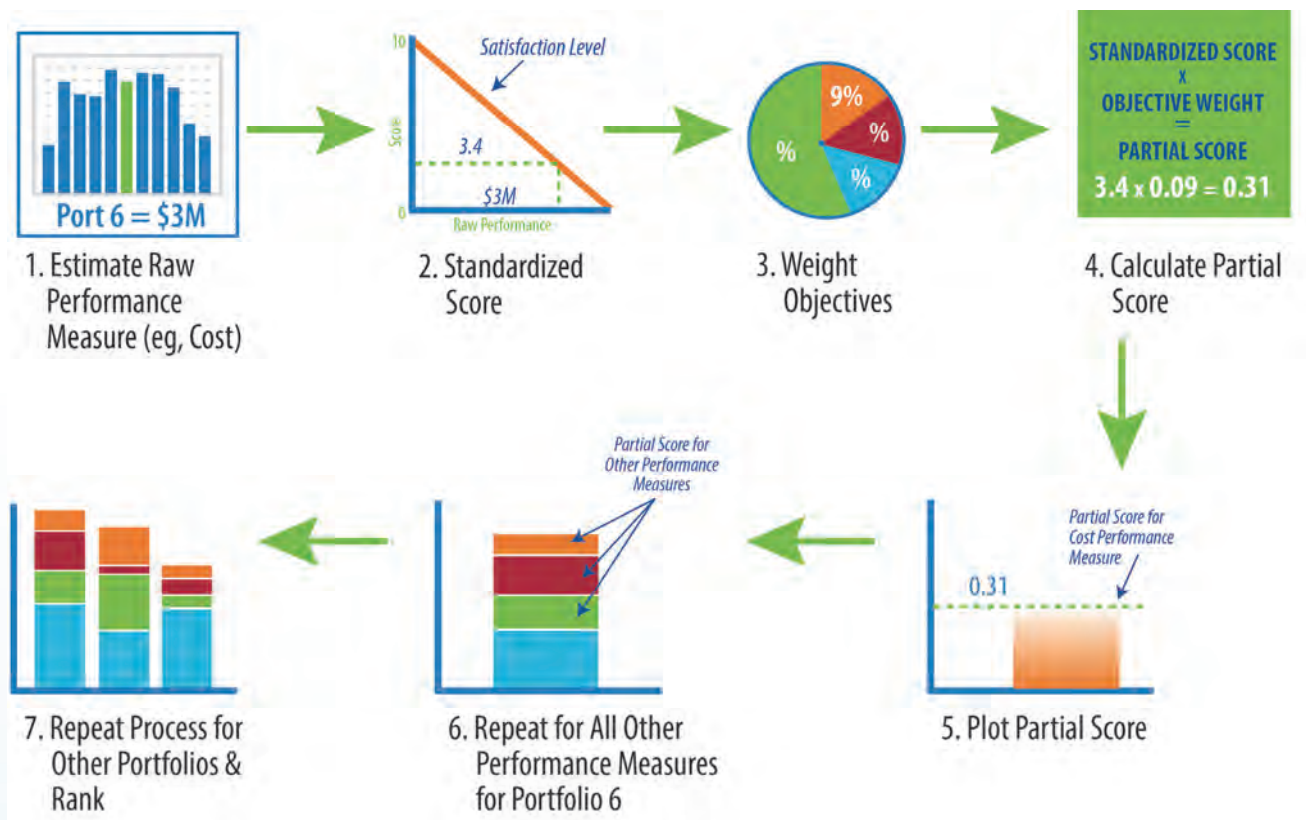 Port 6 = $3M
1. Estimate Raw
Performance
Measure (eg, Cost)
10
Satisfaction Level
Score
3.4
$3M
0
Raw Performance
2. Standardized
Score
9%
%
%
%
3. Weight
Objectives
STANDARDIZED SCORE
x
OBJECTIVE WEIGHT
=
PARTIAL SCORE
3.4 x 0.09 = 0.31
4. Calculate Partial
Score
Partial Score for
Cost Performance
Measure
0.31
5. Plot Partial Score
Partial Score for
Other Performance
Measures
6. Repeat for All Other
Performance Measures
for Portfolio 6
7. Repeat Process for
Other Portfolios &
Rank